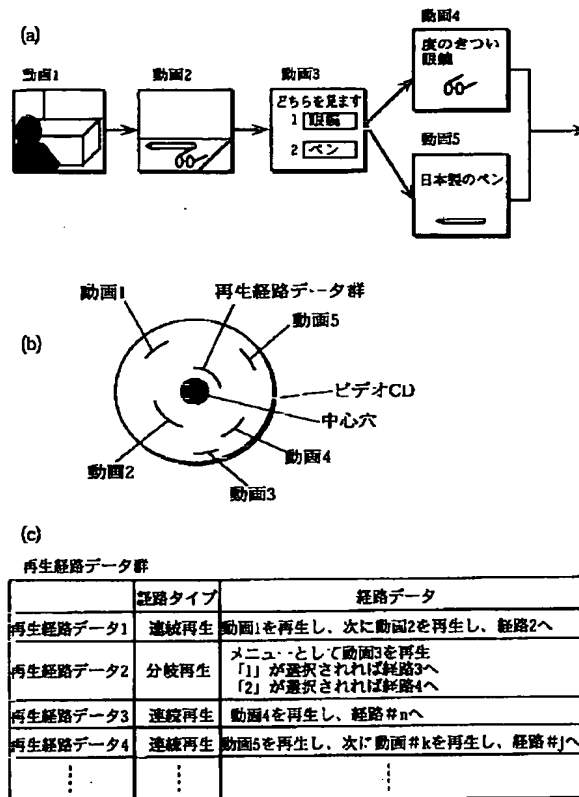 (a)
動画1
動画2
動画3
どちらを見ます
1 眼鏡
2 ペン
動画4
度のきつい
眼鏡
動画5
日本製のペン
(b)
動画1
再生経路データ群
動画5
ビデオCD
中心穴
動画4
動画3
動画2
(c)
再生経路データ群
経路タイプ 経路データ
再生経路データ1 連続再生 動画1を再生し、次に動画2を再生し、経路2へ
再生経路データ2 分岐再生 メニューとして動画3を再生
「1」が選択されれば経路3へ
「2」が選択されれば経路4へ
再生経路データ3 連続再生 動画4を再生し、経路#nへ
再生経路データ4 連続再生 動画5を再生し、次に動画#kを再生し、経路#jへ